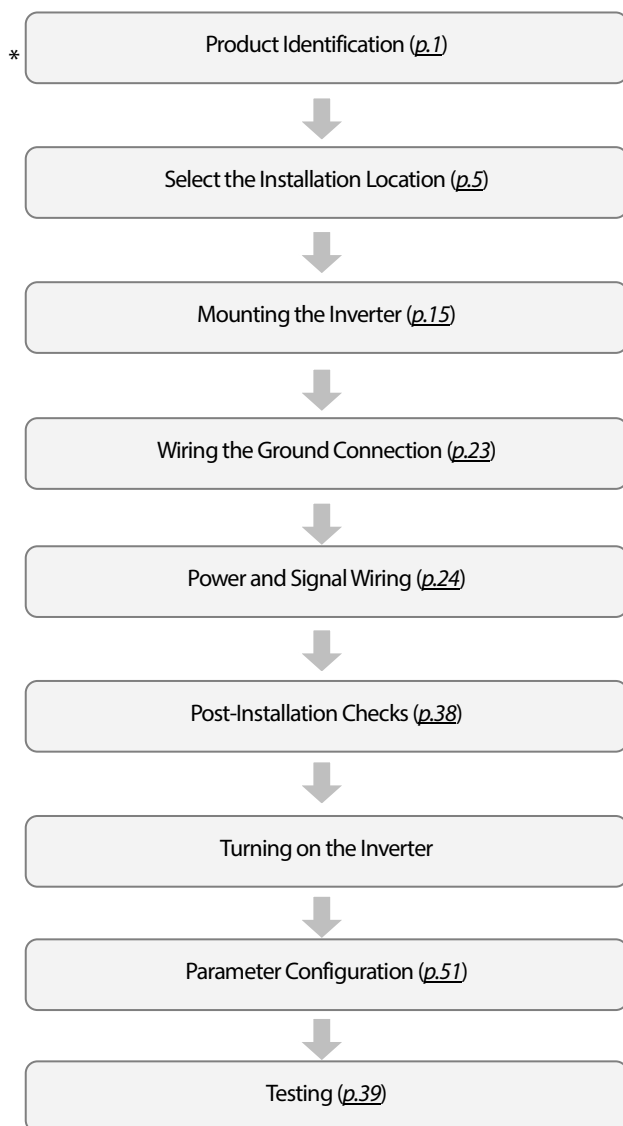 Product Identification (p.1)
*
Select the Installation Location (p.5)
Mounting the Inverter (p.15)
Wiring the Ground Connection (p.23)
Power and Signal Wiring (p.24)
Post-Installation Checks (p.38)
Turning on the Inverter
Parameter Configuration (p.51)
Testing (p.39)